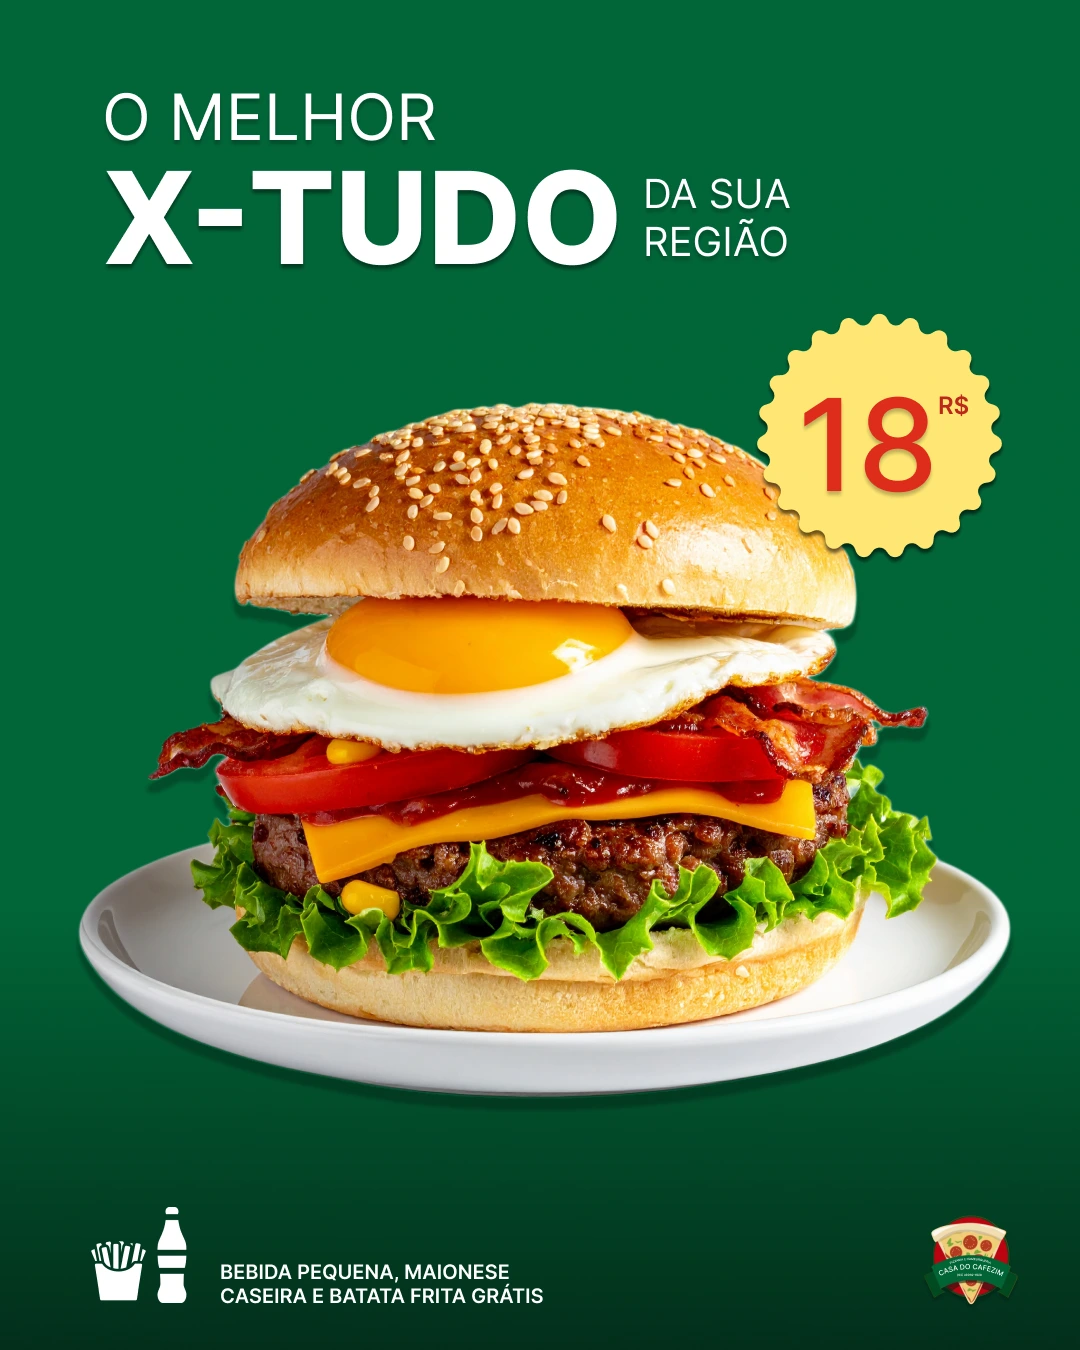 O MELHOR
X-TUDO
DA SUA
REGIÃO
18 R$
BEBIDA PEQUENA, MAIONESE
CASEIRA E BATATA FRITA GRÁTIS
CASA DO CAFEZIM